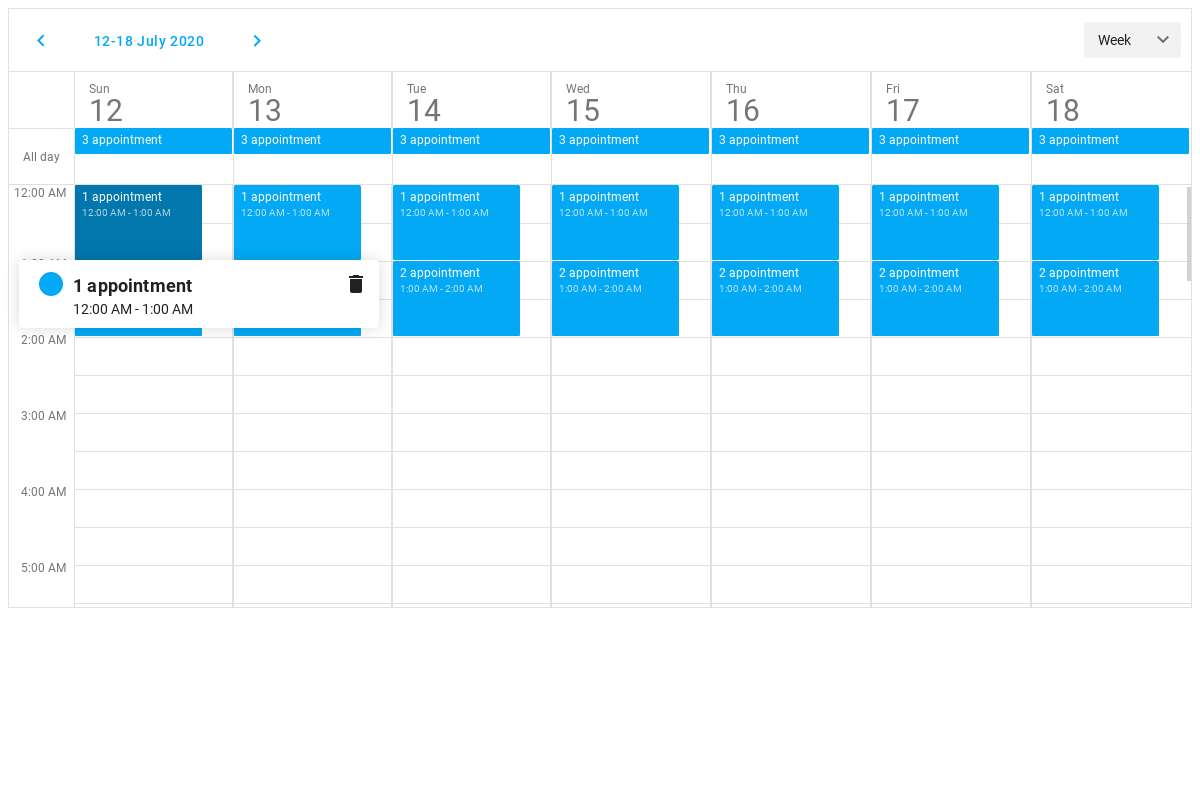 12-18 July 2020
Week
Sun
12
Mon
13
Tue
14
Wed
15
Thu
16
Fri
17
Sat
18
All day
3 appointment
3 appointment
3 appointment
3 appointment
3 appointment
3 appointment
3 appointment
12:00 AM
1 appointment
12:00 AM - 1:00 AM
1 appointment
12:00 AM - 1:00 AM
1 appointment
12:00 AM - 1:00 AM
1 appointment
12:00 AM - 1:00 AM
1 appointment
12:00 AM - 1:00 AM
1 appointment
12:00 AM - 1:00 AM
1 appointment
12:00 AM - 1:00 AM
1 appointment
12:00 AM - 1:00 AM
2 appointment
1:00 AM - 2:00 AM
2 appointment
1:00 AM - 2:00 AM
2 appointment
1:00 AM - 2:00 AM
2 appointment
1:00 AM - 2:00 AM
2 appointment
1:00 AM - 2:00 AM
2:00 AM
3:00 AM
4:00 AM
5:00 AM